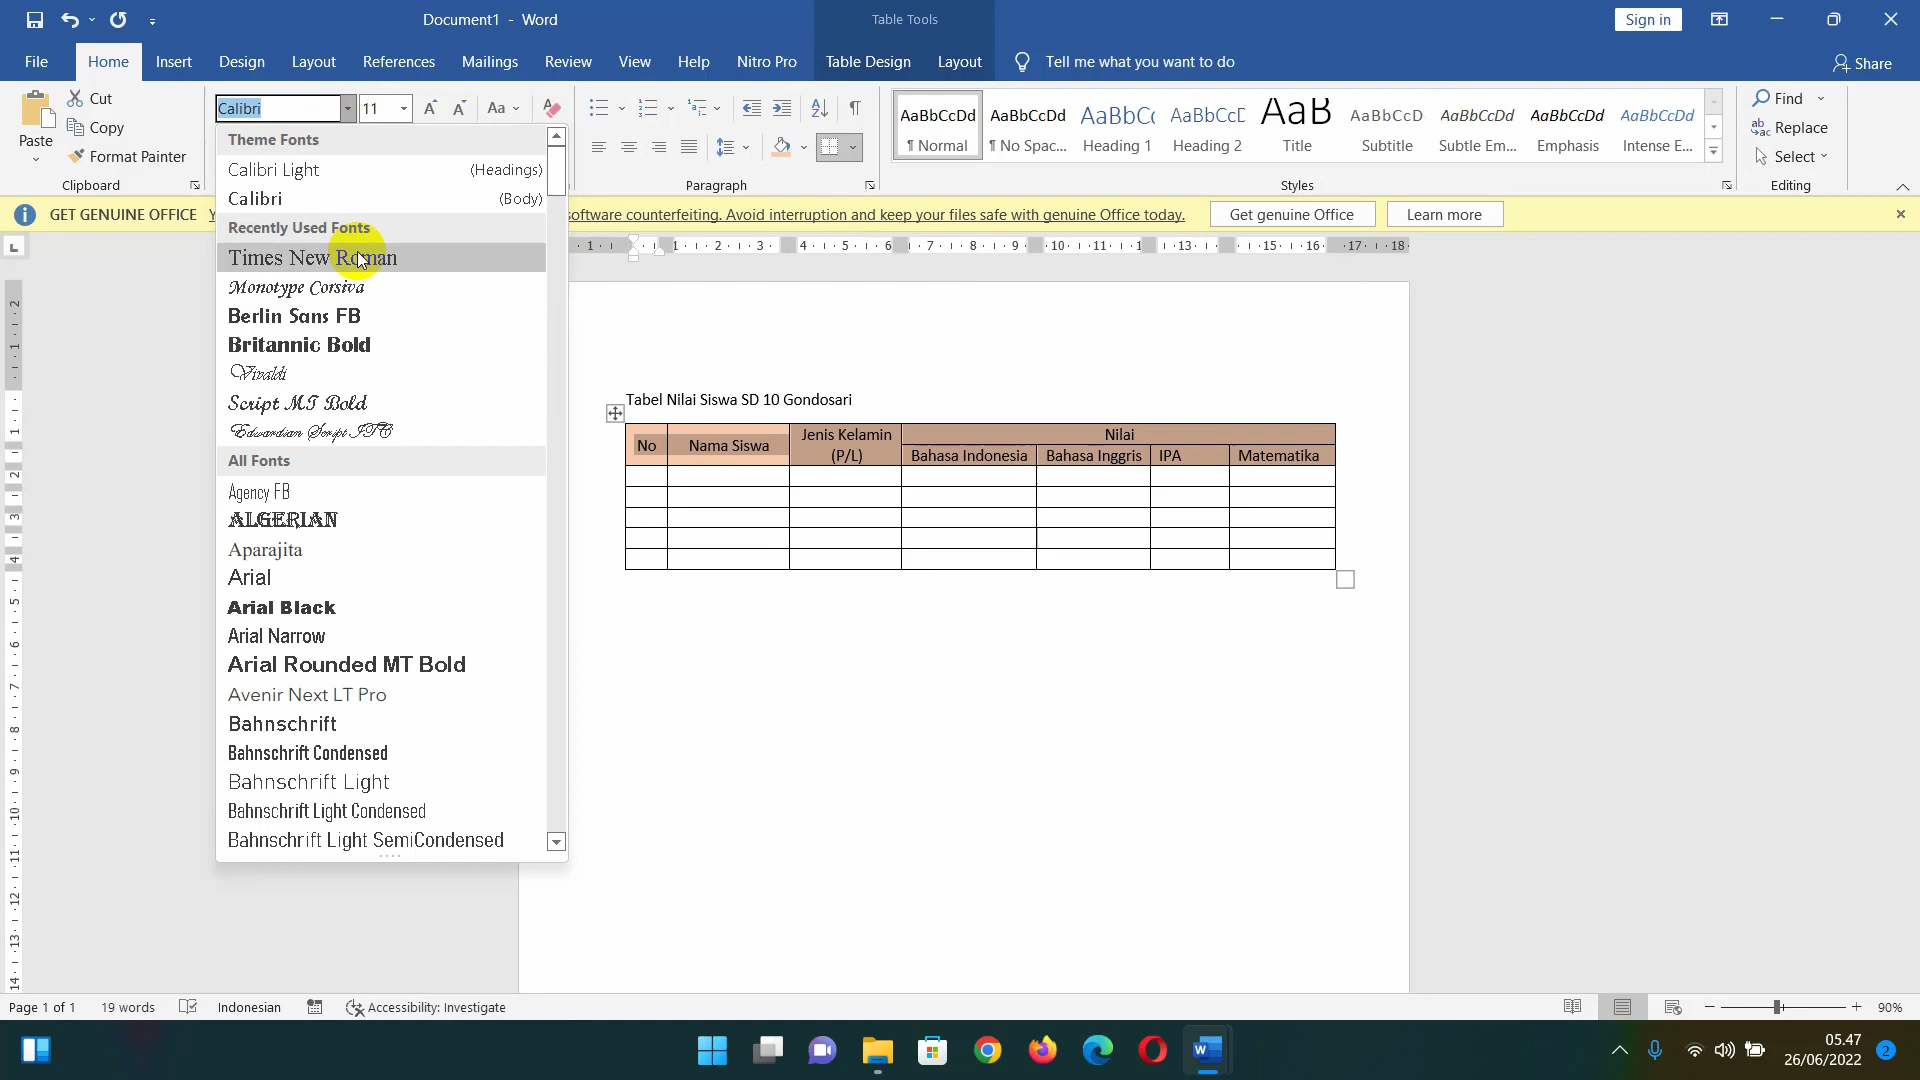 Document1 - Word
Table Tools
Sign in
File Home Insert Design Layout References Mailings Review View Help Nitro Pro Table Design Layout Tell me what you want to do Share
Paste
Cut
Copy
Format Painter
Clipboard
Calibri 11 Aa
Paragraph
AaBbCcDd AaBbCcDd AaBbCc AaBbCcE AaB AaBbCcD AaBbCcDd AaBbCcDd AaBbCcDd
¶ Normal ¶ No Spac... Heading 1 Heading 2 Title Subtitle Subtle Em... Emphasis Intense E...
Styles
Find
Replace
Select
Editing
GET GENUINE OFFICE software counterfeiting. Avoid interruption and keep your files safe with genuine Office today. Get genuine Office Learn more
Theme Fonts
Calibri Light (Headings)
Calibri (Body)
Recently Used Fonts
Times New Roman
Monotype Corsiva
Berlin Sans FB
Britannic Bold
Vivaldi
Script MT Bold
Edwardian Script ITC
All Fonts
Agency FB
ALGERIAN
Aparajita
Arial
Arial Black
Arial Narrow
Arial Rounded MT Bold
Avenir Next LT Pro
Bahnschrift
Bahnschrift Condensed
Bahnschrift Light
Bahnschrift Light Condensed
Bahnschrift Light SemiCondensed
Tabel Nilai Siswa SD 10 Gondosari
No Nama Siswa Jenis Kelamin (P/L) Nilai
Bahasa Indonesia Bahasa Inggris IPA Matematika
Page 1 of 1 19 words Indonesian Accessibility: Investigate 90%
05.47
26/06/2022 2